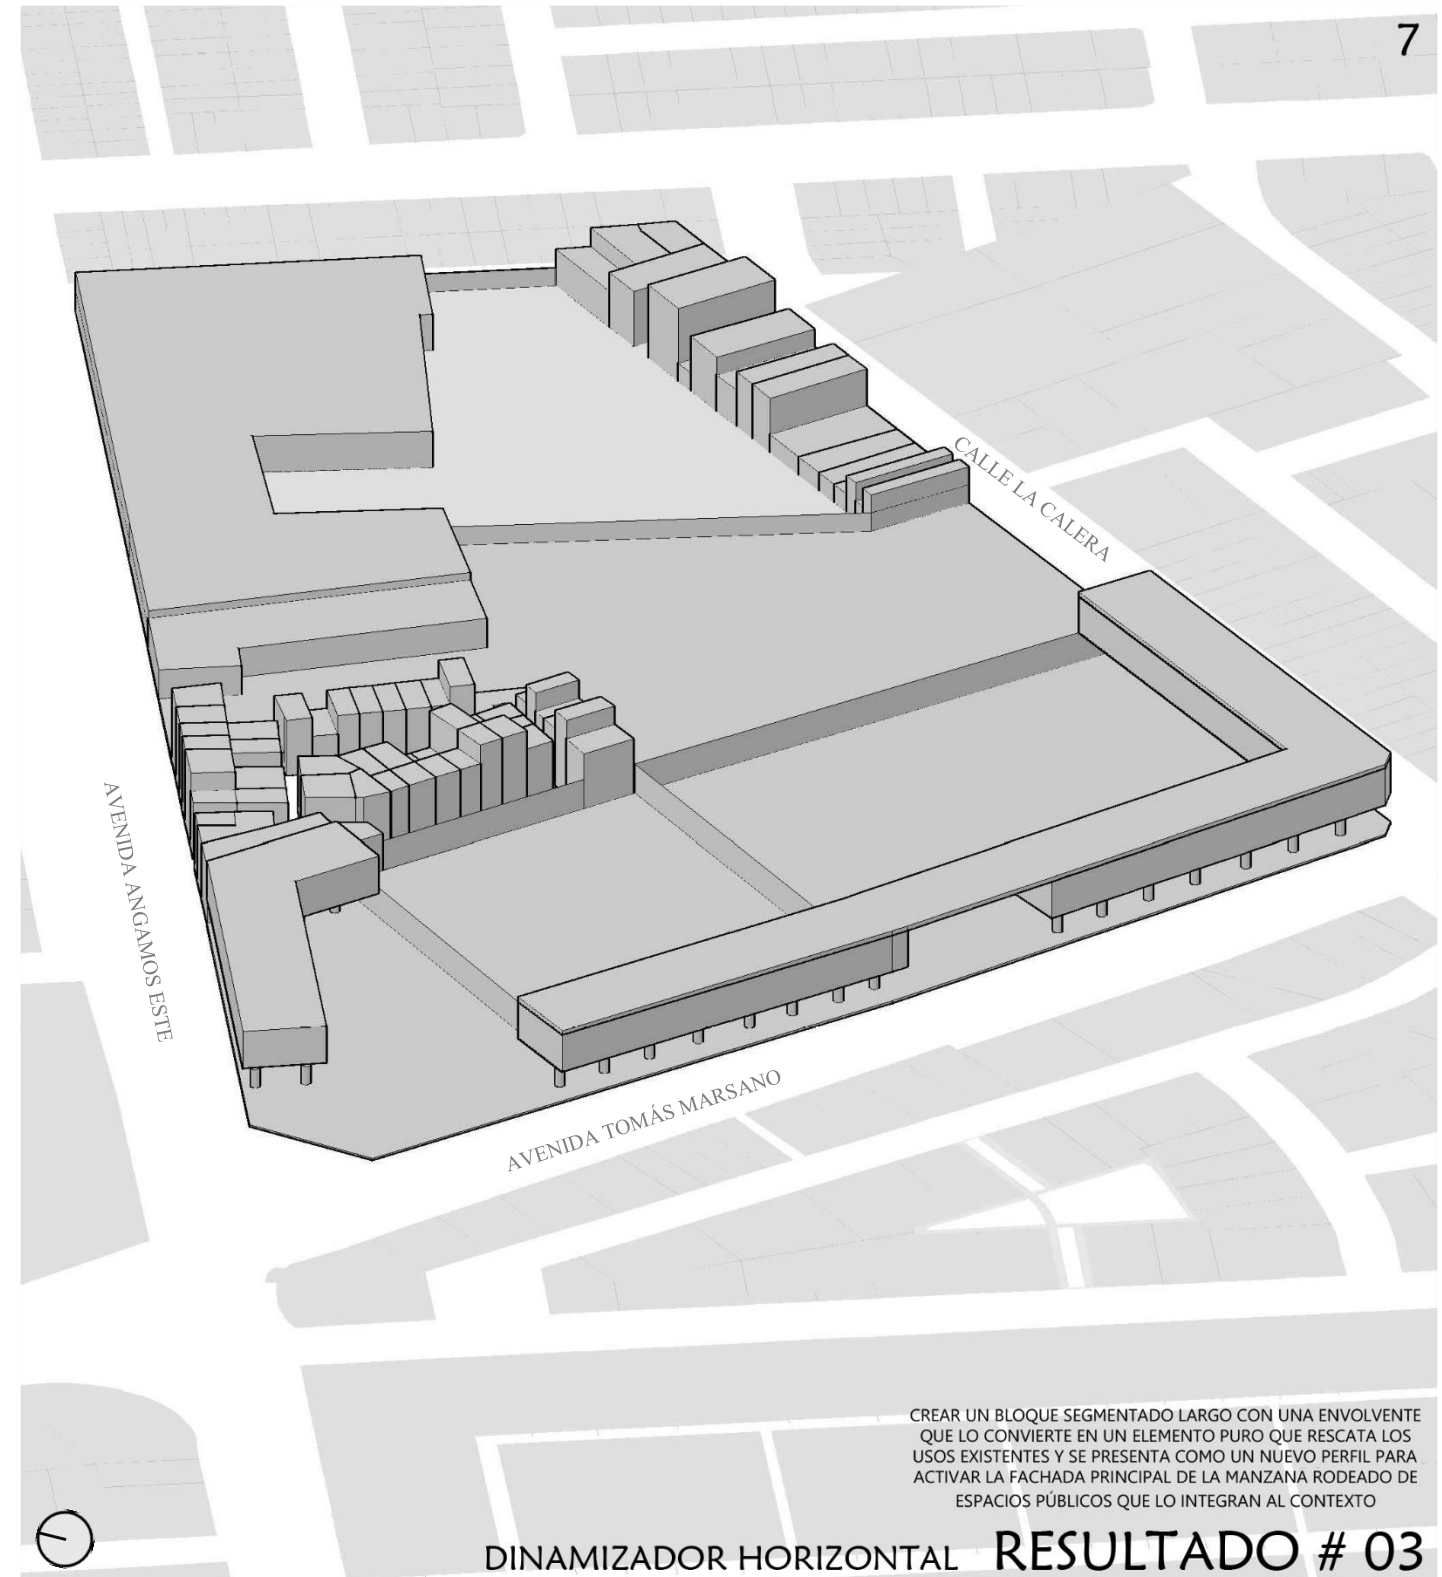 7
CALLE LA CALERA
AVENIDA ANGAMOS ESTE
AVENIDA TOMÁS MARSANO
CREAR UN BLOQUE SEGMENTADO LARGO CON UNA ENVOLVENTE
QUE LO CONVIERTE EN UN ELEMENTO PURO QUE RESCATA LOS
USOS EXISTENTES Y SE PRESENTA COMO UN NUEVO PERFIL PARA
ACTIVAR LA FACHADA PRINCIPAL DE LA MANZANA RODEADO DE
ESPACIOS PÚBLICOS QUE LO INTEGRAN AL CONTEXTO
DINAMIZADOR HORIZONTAL RESULTADO # 03